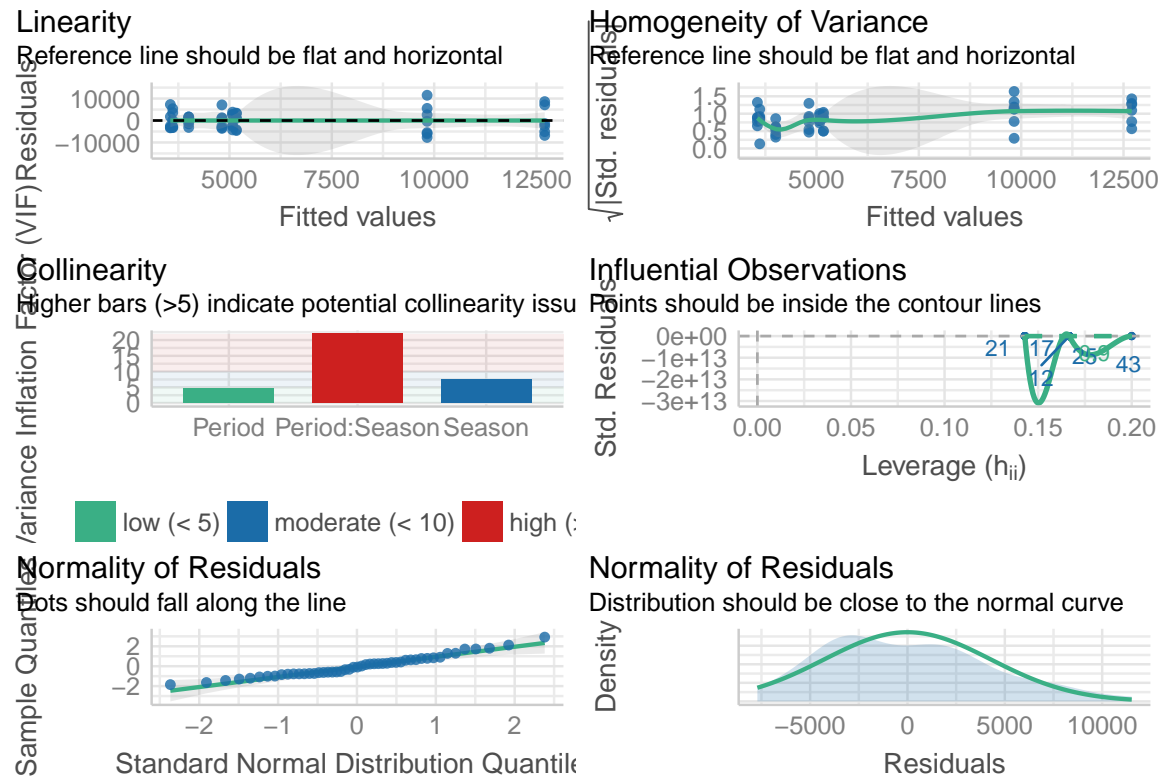 Linearity
Reference line should be flat and horizontal
Residuals
10000
0
−10000
5000 7500 10000 12500
Fitted values
Homogeneity of Variance
Reference line should be flat and horizontal
√|Std. residuals|
1.5
1.0
0.5
0.0
5000 7500 10000 12500
Fitted values
Collinearity
Higher bars (>5) indicate potential collinearity issu
Variance Inflation Factor (VIF)
20
15
10
5
0
Period Period:Season Season
low (< 5) moderate (< 10) high (>
Influential Observations
Points should be inside the contour lines
Std. Residuals
0e+00
−1e+13
−2e+13
−3e+13
21 17 12 43
0.00 0.05 0.10 0.15 0.20
Leverage (hii)
Normality of Residuals
Dots should fall along the line
Sample Quantiles
2
0
−2
−2 −1 0 1 2
Standard Normal Distribution Quantile
Normality of Residuals
Distribution should be close to the normal curve
Density
−5000 0 5000 10000
Residuals